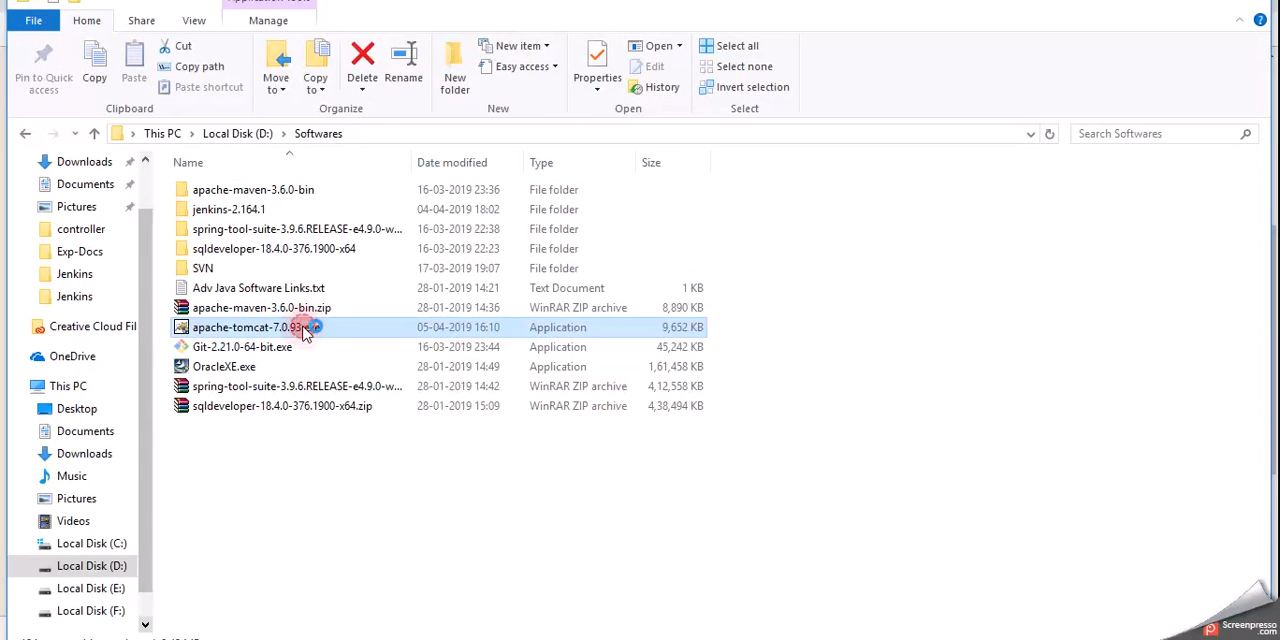 File Home Share View Manage
Pin to Quick access
Copy
Paste
Cut
Copy path
Paste shortcut
Clipboard
Move to
Copy to
Delete
Rename
Organize
New folder
New item
Easy access
New
Properties
Open
Edit
History
Open
Select all
Select none
Invert selection
Select
This PC > Local Disk (D:) > Softwares
Search Softwares
Downloads
Documents
Pictures
controller
Exp-Docs
Jenkins
Jenkins
Creative Cloud Fil
OneDrive
This PC
Desktop
Documents
Downloads
Music
Pictures
Videos
Local Disk (C:)
Local Disk (D:)
Local Disk (E:)
Local Disk (F:)
Name Date modified Type Size
apache-maven-3.6.0-bin 16-03-2019 23:36 File folder
jenkins-2.164.1 04-04-2019 18:02 File folder
spring-tool-suite-3.9.6.RELEASE-e4.9.0-w... 16-03-2019 22:38 File folder
sqldeveloper-18.4.0-376.1900-x64 16-03-2019 22:23 File folder
SVN 17-03-2019 19:07 File folder
Adv Java Software Links.txt 28-01-2019 14:21 Text Document 1 KB
apache-maven-3.6.0-bin.zip 28-01-2019 14:36 WinRAR ZIP archive 8,890 KB
apache-tomcat-7.0.93 05-04-2019 16:10 Application 9,652 KB
Git-2.21.0-64-bit.exe 16-03-2019 23:44 Application 45,242 KB
OracleXE.exe 28-01-2019 14:49 Application 1,61,458 KB
spring-tool-suite-3.9.6.RELEASE-e4.9.0-w... 28-01-2019 14:42 WinRAR ZIP archive 4,12,558 KB
sqldeveloper-18.4.0-376.1900-x64.zip 28-01-2019 15:09 WinRAR ZIP archive 4,38,494 KB
Screenpresso
.com